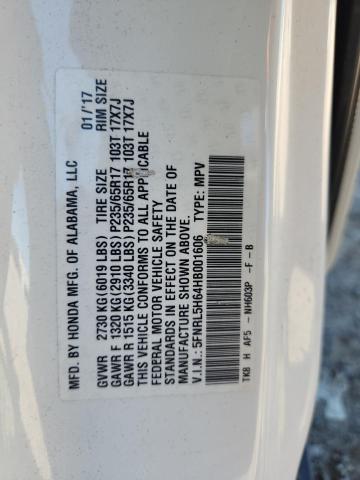 MFD. BY HONDA MFG. OF ALABAMA, LLC 01/'17
GVWR 2730 KG (6019 LBS) TIRE SIZE RIM SIZE
GAWR F 1320 KG (2910 LBS) P235/65R17 103T 17X7J
GAWR R 1515 KG (3340 LBS) P235/65R17 103T 17X7J
THIS VEHICLE CONFORMS TO ALL APPLICABLE
FEDERAL MOTOR VEHICLE SAFETY
STANDARDS IN EFFECT ON THE DATE OF
MANUFACTURE SHOWN ABOVE.
V.I.N.: 5FNRL5H64HB001606 TYPE: MPV
TK8 H AF5 - NH603P -F -B